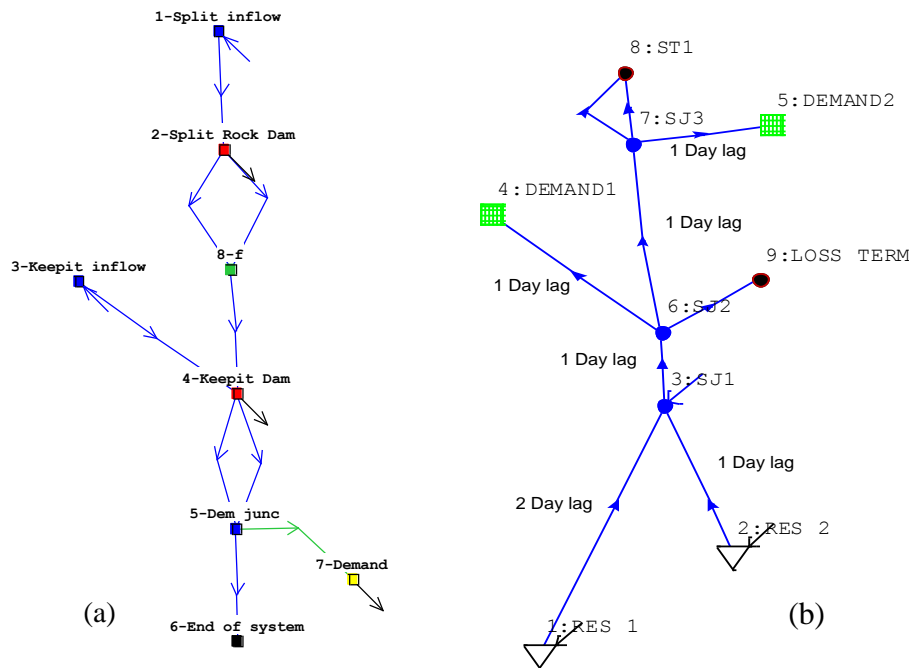 1-Split inflow
2-Split Rock Dam
8-f
3-Keepit inflow
4-Keepit Dam
5-Dem junc
7-Demand
6-End of system
(a)
8:ST1
5:DEMAND2
7:SJ3
1 Day lag
4:DEMAND1
1 Day lag
9:LOSS TERM
1 Day lag
6:SJ2
1 Day lag
3:SJ1
1 Day lag
2 Day lag
2:RES 2
1:RES 1
(b)